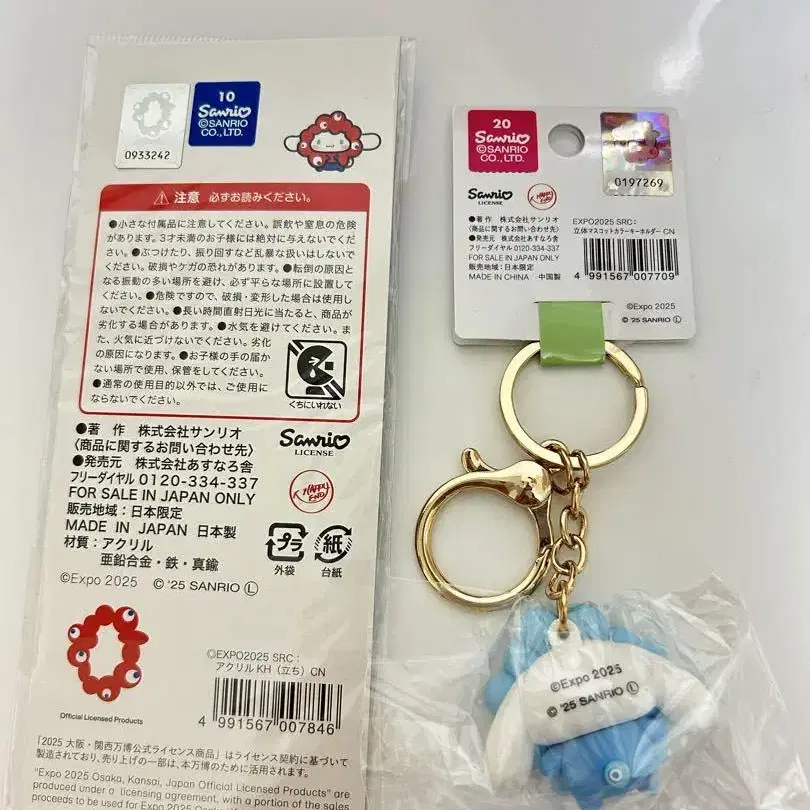 0933242
10
Sanrio
©SANRIO
CO., LTD.
⚠注意 必ずお読みください。
●小さな付属品に注意してください。誤飲や窒息の危険
があります。3才未満のお子様には絶対に与えないでくだ
さい。●ぶつけたり、振り回すなど乱暴な扱いはしないで
ください。破損やケガの恐れがあります。●転倒の原因と
なる振動の多い場所を避け、必ず平らな場所に設置して
ください。●危険ですので、破損・変形した場合は使用し
ないでください。●長い時間直射日光に当たると、商品が
劣化する場合があります。●水気を避けてください。ま
た、火気に近づけないでください。劣化
の原因になります。●お子様の手の届か
ない場所で使用、保管をしてください。
●通常の使用目的以外では、ご使用に
ならないでください。
くちにいれない
●著 作 株式会社サンリオ
〈商品に関するお問い合わせ先〉
●発売元 株式会社あすなろ舎
フリーダイヤル 0120-334-337
FOR SALE IN JAPAN ONLY
販売地域：日本限定
MADE IN JAPAN 日本製
材質：アクリル
亜鉛合金・鉄・真鍮
©Expo 2025 © '25 SANRIO Ⓛ
Sanrio
LICENSE
HAPPY
END
プラ
外袋
紙
台紙
Official Licensed Products
©EXPO2025 SRC：
アクリルKH（立ち）CN
4 991567 007846
「2025 大阪・関西万博公式ライセンス商品」はライセンス契約に基づいて
製造されており、売り上げの一部は、本万博のために活用されます。
"Expo 2025 Osaka, Kansai, Japan Official Licensed Products" are
produced under a licensing agreement, with a portion of the sales
proceeds to be used for Expo 2025
20
Sanrio
©SANRIO
CO., LTD.
0197269
Sanrio
LICENSE
●著作 株式会社サンリオ
〈商品に関するお問い合わせ先〉
●発売元 株式会社あすなろ舎
フリーダイヤル 0120-334-337
FOR SALE IN JAPAN ONLY
販売地域：日本限定
MADE IN CHINA 中国製
EXPO2025 SRC：
立体マスコットカラーキーホルダー CN
4 991567 007709
©Expo 2025
© '25 SANRIO Ⓛ
©Expo 2025
© '25 SANRIO Ⓛ